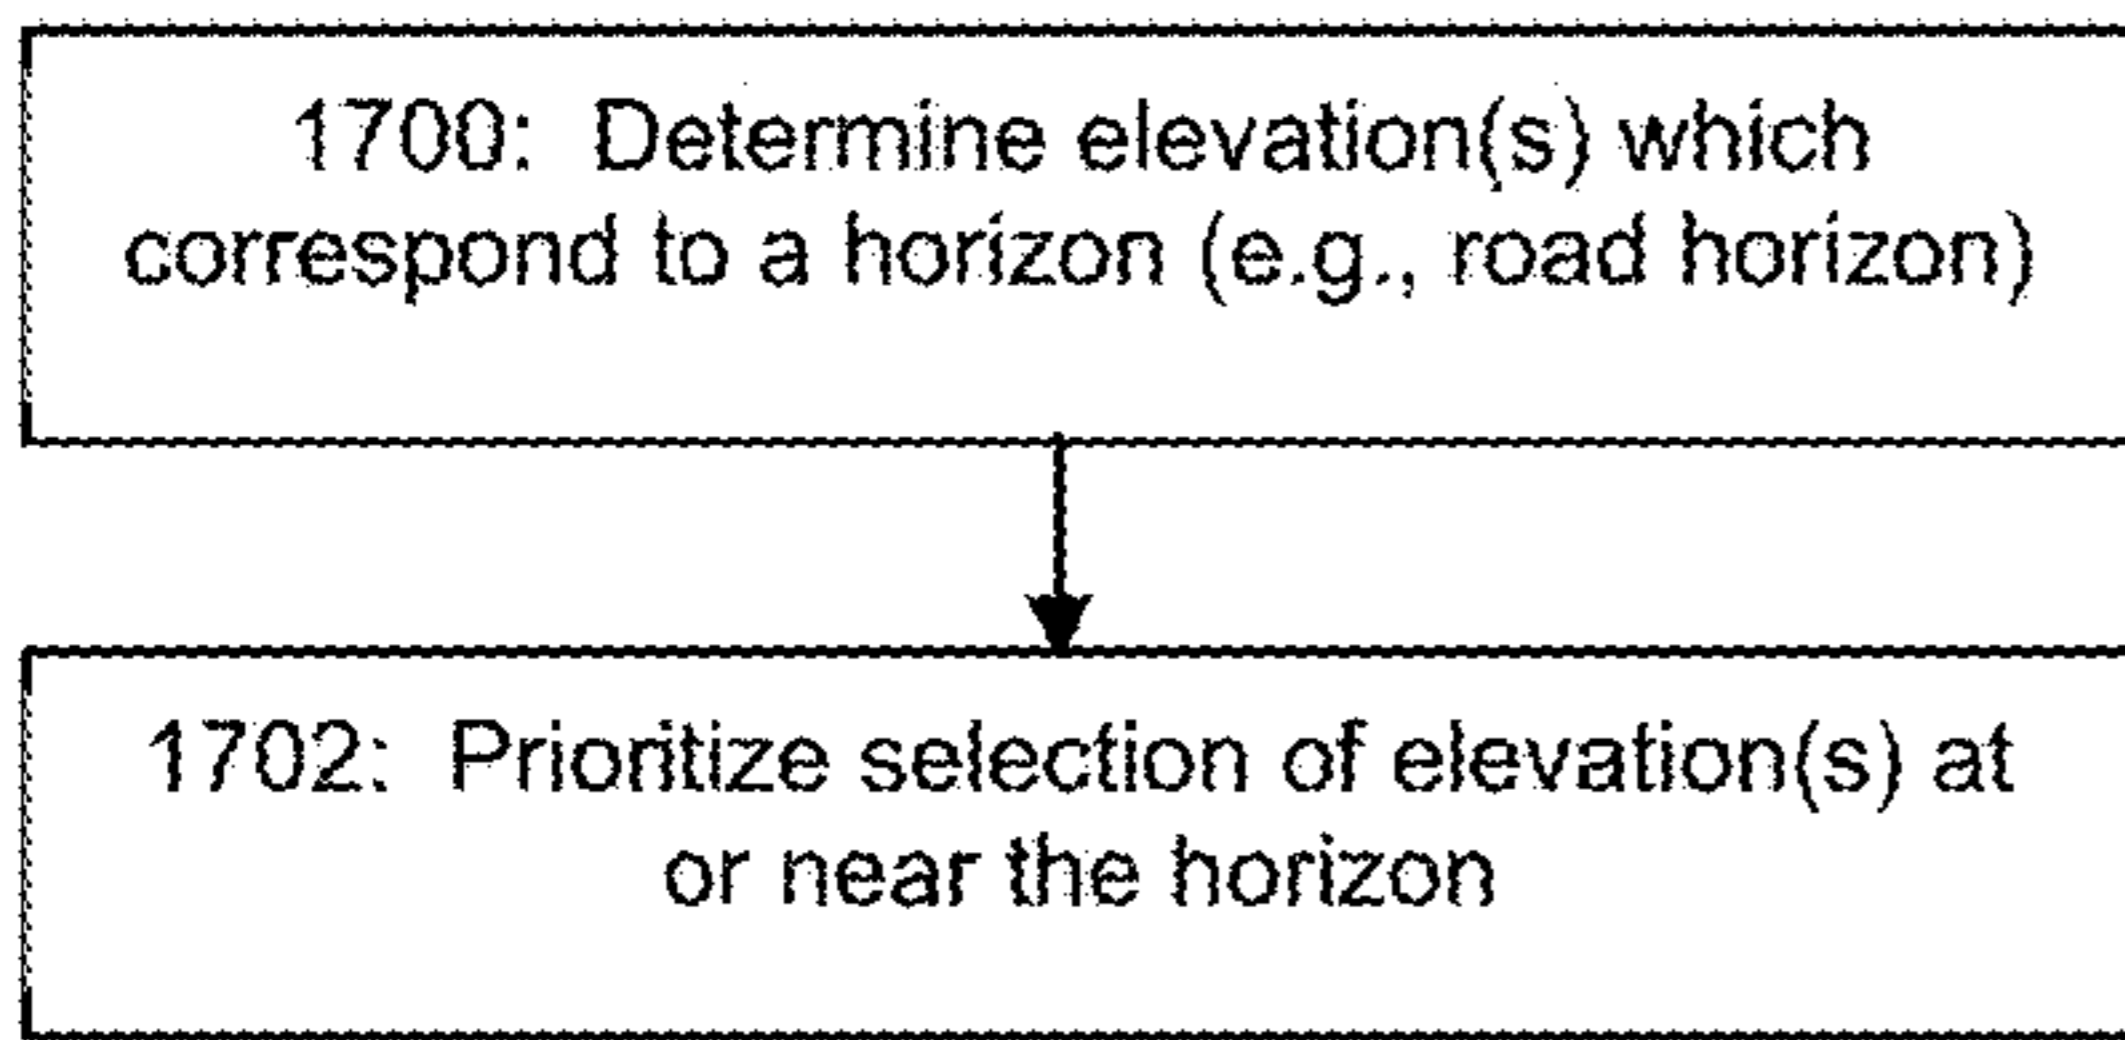 1700: Determine elevation(s) which
correspond to a horizon (e.g., road horizon)
1702: Prioritize selection of elevation(s) at
or near the horizon